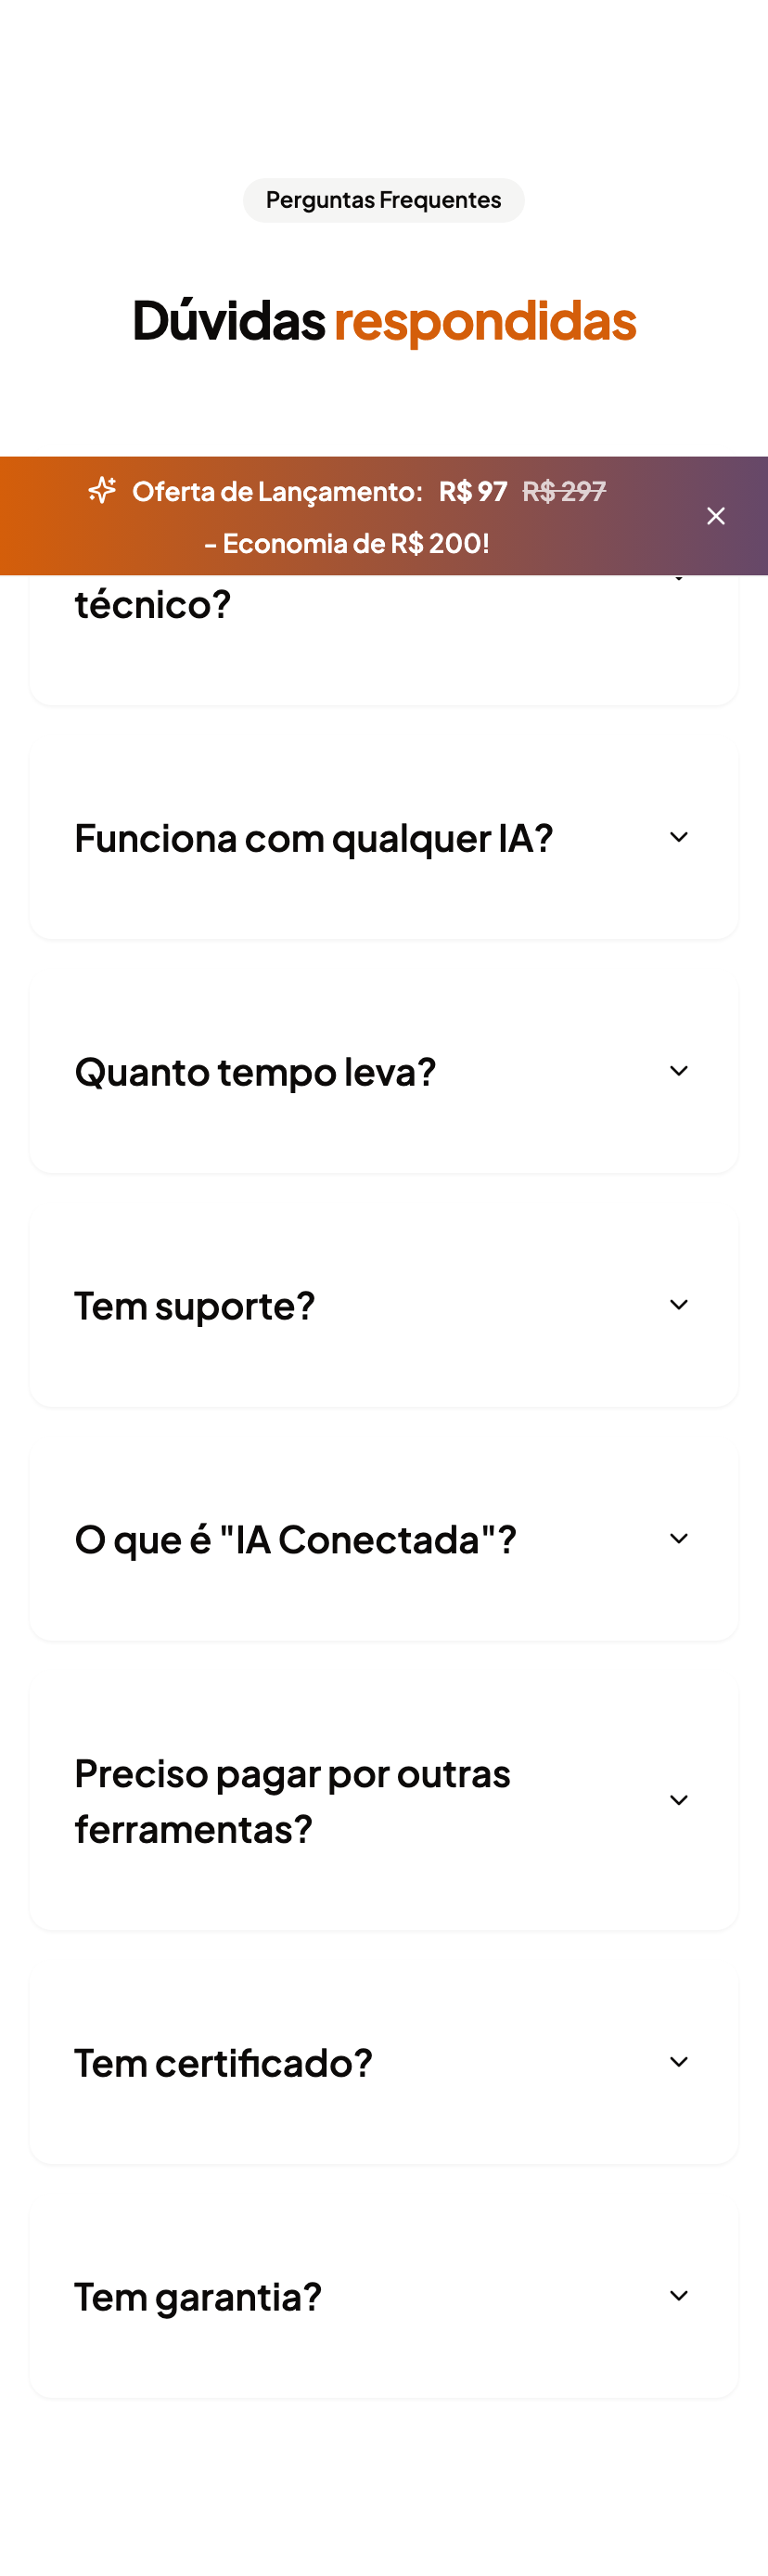 Perguntas Frequentes
Dúvidas respondidas
Oferta de Lançamento: R$ 97 R$ 297
- Economia de R$ 200!
técnico?
Funciona com qualquer IA?
Quanto tempo leva?
Tem suporte?
O que é "IA Conectada"?
Preciso pagar por outras
ferramentas?
Tem certificado?
Tem garantia?